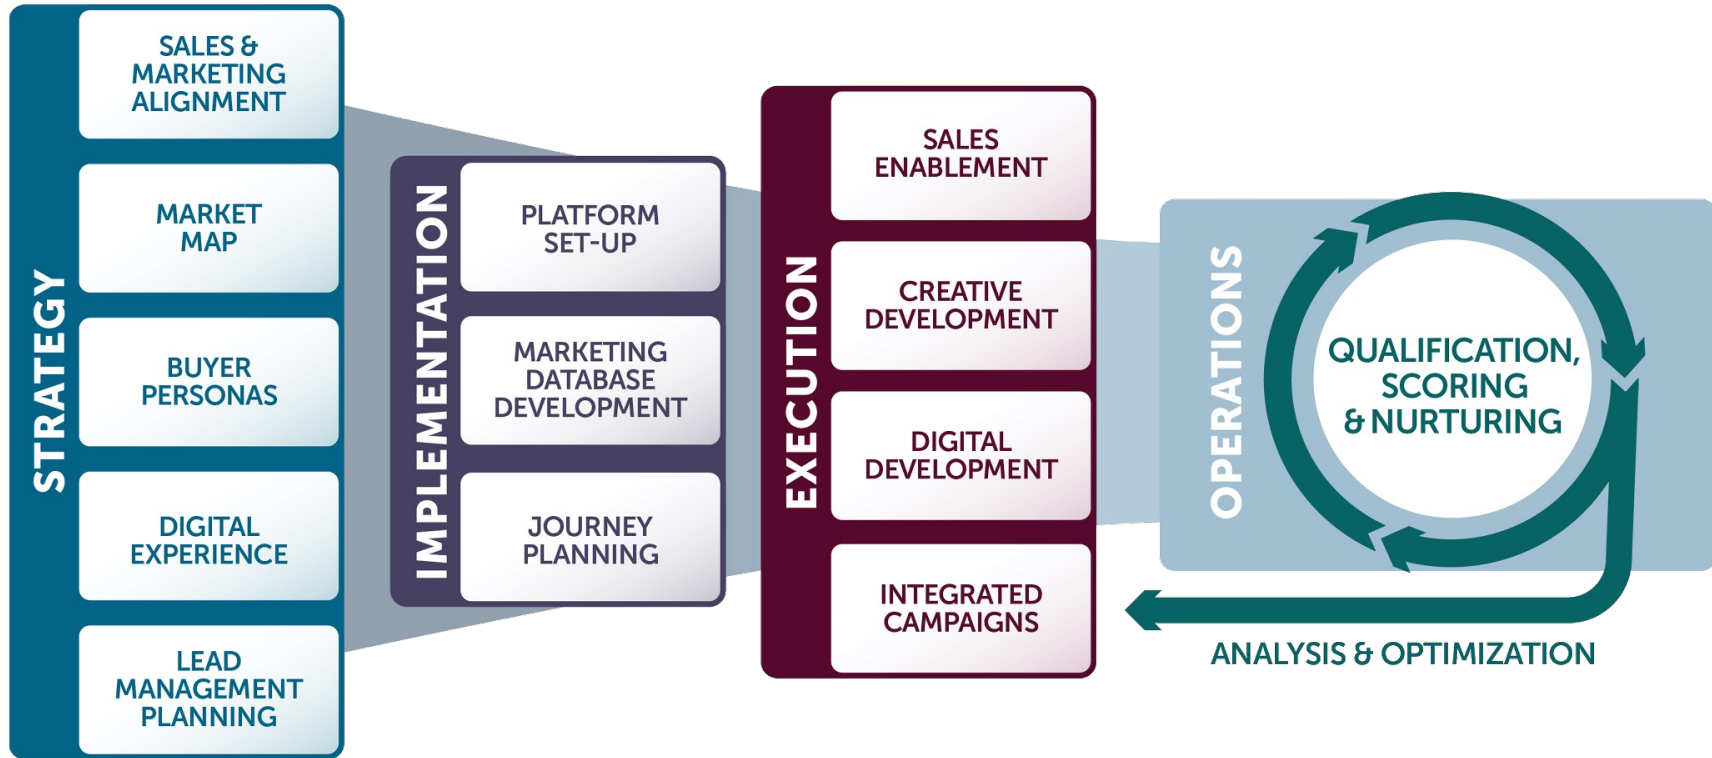 STRATEGY
SALES &
MARKETING
ALIGNMENT
MARKET
MAP
BUYER
PERSONAS
DIGITAL
EXPERIENCE
LEAD
MANAGEMENT
PLANNING
IMPLEMENTATION
PLATFORM
SET-UP
MARKETING
DATABASE
DEVELOPMENT
JOURNEY
PLANNING
EXECUTION
SALES
ENABLEMENT
CREATIVE
DEVELOPMENT
DIGITAL
DEVELOPMENT
INTEGRATED
CAMPAIGNS
OPERATIONS
QUALIFICATION,
SCORING
& NURTURING
ANALYSIS & OPTIMIZATION